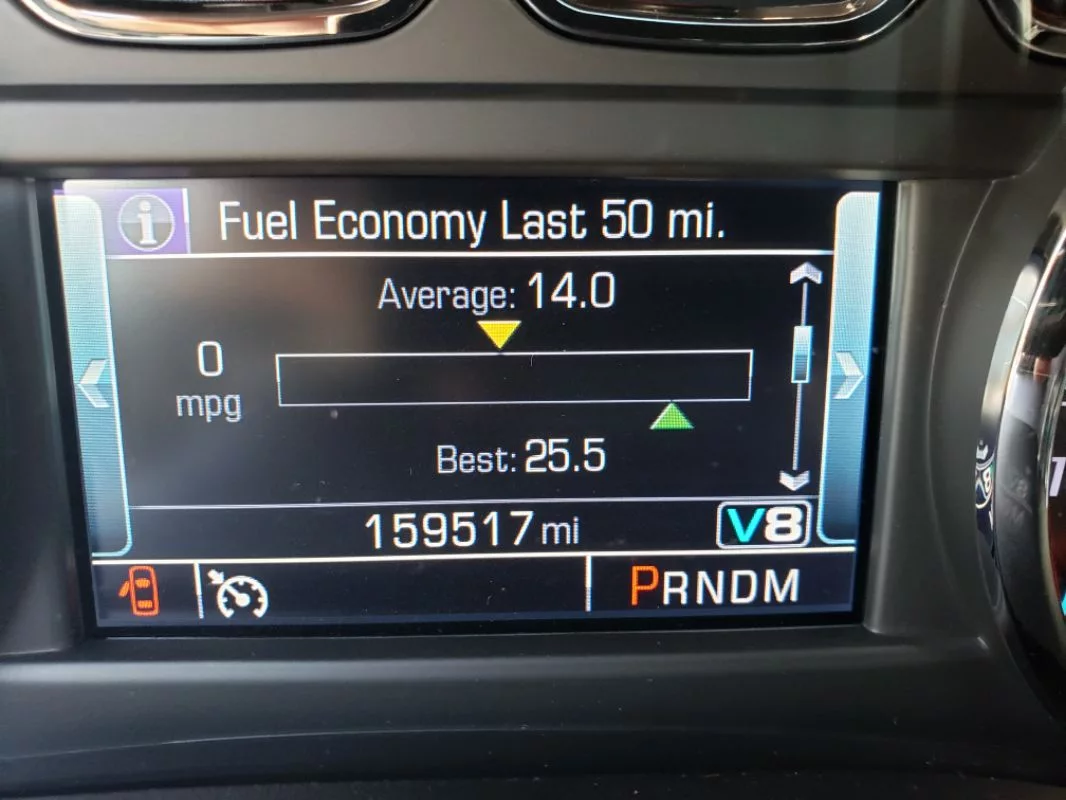 i Fuel Economy Last 50 mi.
Average: 14.0
0
mpg
Best: 25.5
159517 mi V8
PRNDM